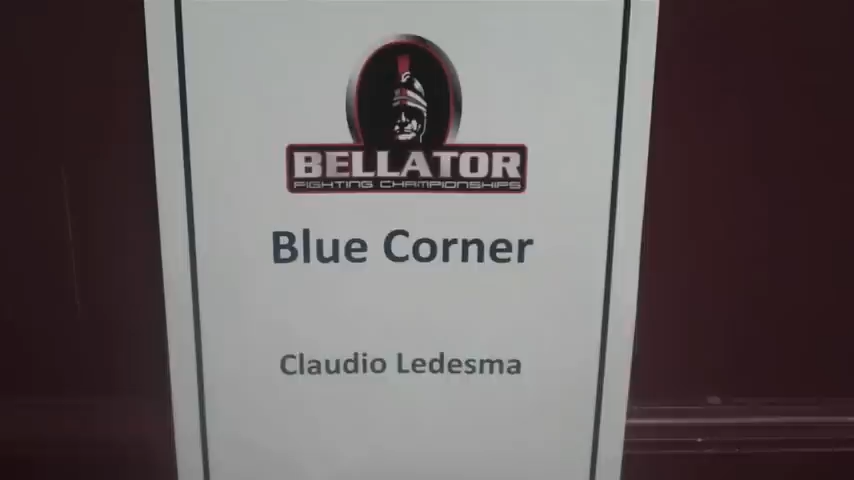 BELLATOR
FIGHTING CHAMPIONSHIPS
Blue Corner
Claudio Ledesma